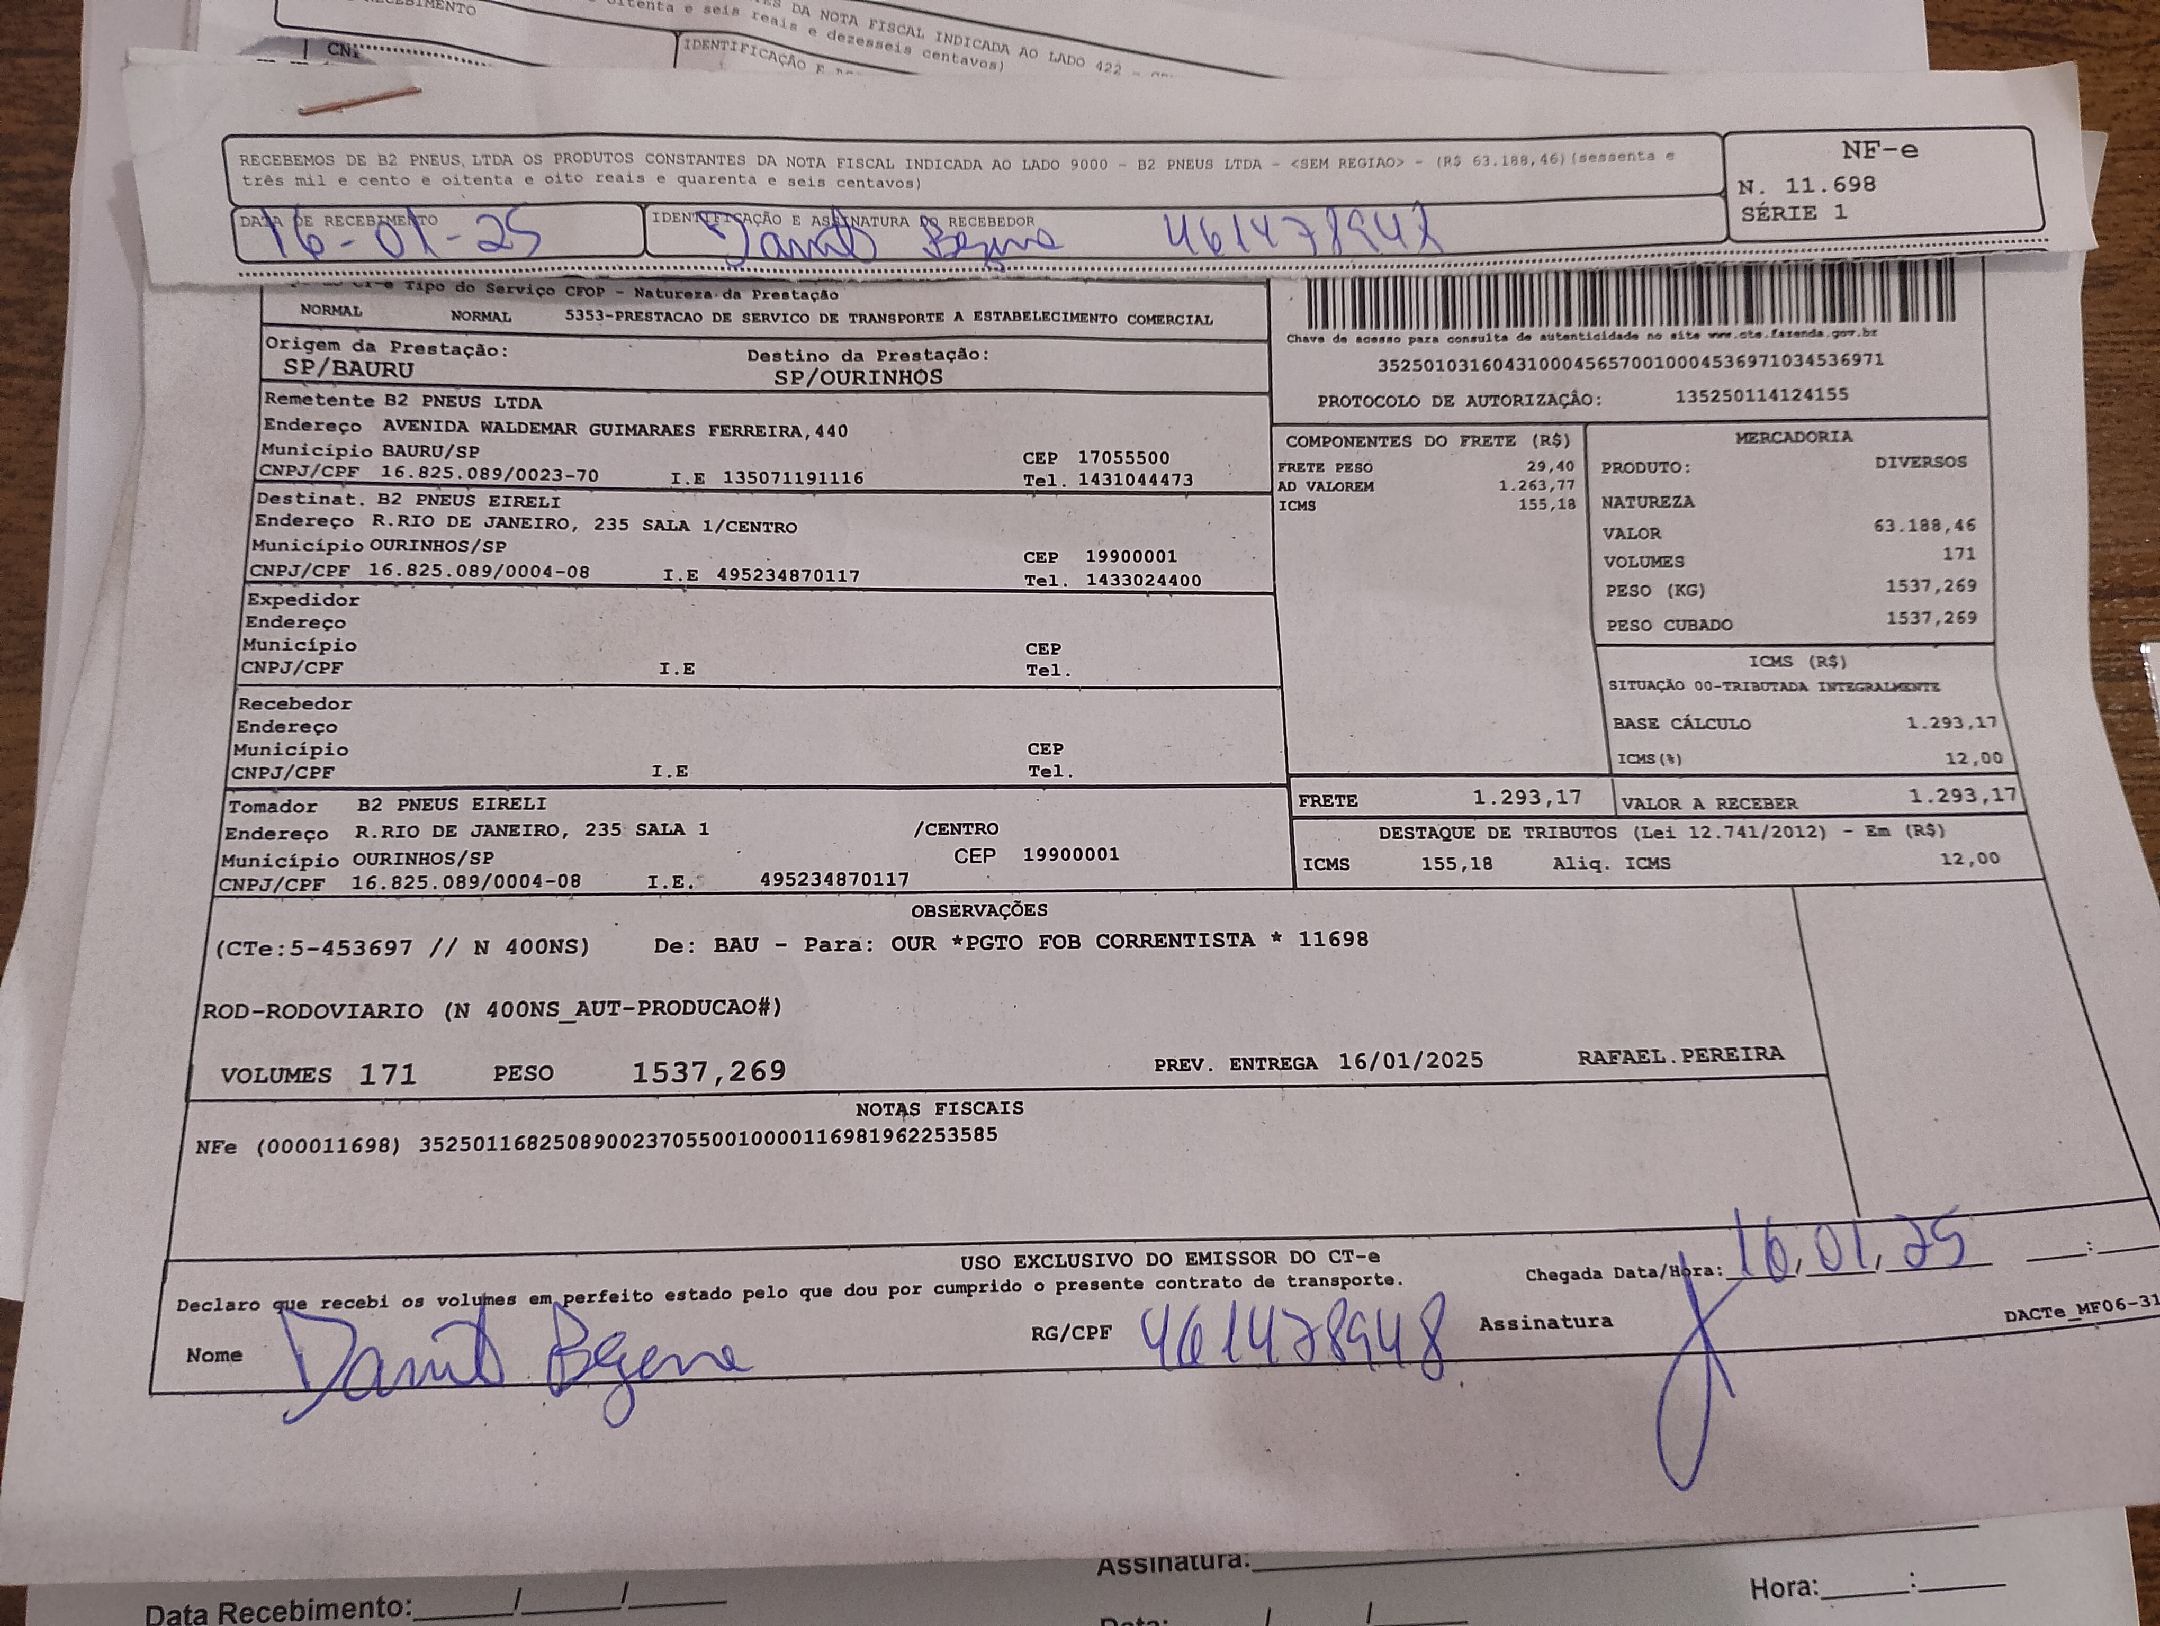 RECEBIMENTO
DA NOTA FISCAL INDICADA AO LADO 422 -
oitenta e seis reais e dezesseis centavos)
IDENTIFICAÇÃO E
RECEBEMOS DE B2 PNEUS LTDA OS PRODUTOS CONSTANTES DA NOTA FISCAL INDICADA AO LADO 9000 - B2 PNEUS LTDA - <SEM REGIAO> - (R$ 63.188,46)(sessenta e
três mil e cento e oitenta e oito reais e quarenta e seis centavos)
NF-e
N. 11.698
SÉRIE 1
DATA DE RECEBIMENTO
16-01-25
IDENTIFICAÇÃO E ASSINATURA DO RECEBEDOR
461478948
CT-e Tipo do Serviço CFOP - Natureza da Prestação
NORMAL NORMAL 5353-PRESTACAO DE SERVICO DE TRANSPORTE A ESTABELECIMENTO COMERCIAL
Origem da Prestação: Destino da Prestação:
SP/BAURU SP/OURINHOS
Chave de acesso para consulta de autenticidade no site www.cte.fazenda.gov.br
35250103160431000456570010004536971034536971
PROTOCOLO DE AUTORIZAÇÃO: 135250114124155
Remetente B2 PNEUS LTDA
Endereço AVENIDA WALDEMAR GUIMARAES FERREIRA,440
Município BAURU/SP CEP 17055500
CNPJ/CPF 16.825.089/0023-70 I.E 135071191116 Tel. 1431044473
Destinat. B2 PNEUS EIRELI
Endereço R.RIO DE JANEIRO, 235 SALA 1/CENTRO
Município OURINHOS/SP CEP 19900001
CNPJ/CPF 16.825.089/0004-08 I.E 495234870117 Tel. 1433024400
Expedidor
Endereço
Município CEP
CNPJ/CPF I.E Tel.
Recebedor
Endereço
Município CEP
CNPJ/CPF I.E Tel.
Tomador B2 PNEUS EIRELI
Endereço R.RIO DE JANEIRO, 235 SALA 1 /CENTRO
Município OURINHOS/SP CEP 19900001
CNPJ/CPF 16.825.089/0004-08 I.E. 495234870117
COMPONENTES DO FRETE (R$)
FRETE PESO 29,40
AD VALOREM 1.263,77
ICMS 155,18
MERCADORIA
PRODUTO: DIVERSOS
NATUREZA
VALOR 63.188,46
VOLUMES 171
PESO (KG) 1537,269
PESO CUBADO 1537,269
ICMS (R$)
SITUAÇÃO 00-TRIBUTADA INTEGRALMENTE
BASE CÁLCULO 1.293,17
ICMS(%) 12,00
FRETE 1.293,17 VALOR A RECEBER 1.293,17
DESTAQUE DE TRIBUTOS (Lei 12.741/2012) - Em (R$)
ICMS 155,18 Aliq. ICMS 12,00
OBSERVAÇÕES
(CTe:5-453697 // N 400NS) De: BAU - Para: OUR *PGTO FOB CORRENTISTA * 11698
ROD-RODOVIARIO (N 400NS_AUT-PRODUCAO#)
VOLUMES 171 PESO 1537,269 PREV. ENTREGA 16/01/2025 RAFAEL.PEREIRA
NOTAS FISCAIS
NFe (000011698) 35250116825089002370550010000116981962253585
USO EXCLUSIVO DO EMISSOR DO CT-e
Declaro que recebi os volumes em perfeito estado pelo que dou por cumprido o presente contrato de transporte.
Chegada Data/Hora: 16,01,25 __:__
Nome RG/CPF 461478948 Assinatura
DACTe_MF06-31
Assinatura:
Data Recebimento:____/____/____
Hora:____:____